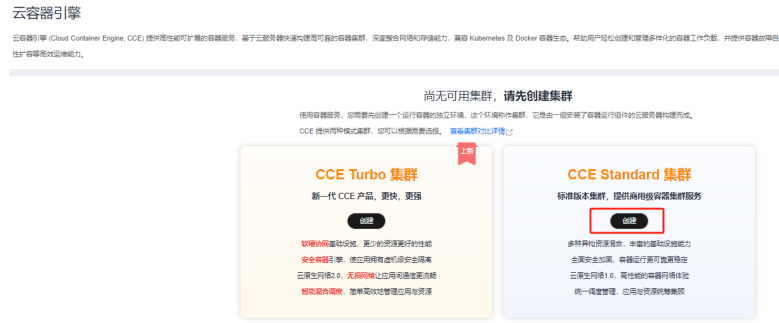 云容器引擎
云容器引擎 (Cloud Container Engine, CCE) 提供高性能可扩展的容器服务，基于云服务器快速构建高可靠的容器集群，深度整合网络和存储能力，兼容 Kubernetes 及 Docker 容器生态。帮助用户轻松创建和管理多样化的容器工作负载，并提供容器故障自
性扩容等高效运维能力。
尚无可用集群，请先创建集群
使用容器服务，您需要先创建一个运行容器的独立环境，这个环境称作集群，它是由一组安装了容器运行组件的云服务器构建而成。
CCE 提供两种模式集群，您可以根据需要选择。 查看集群对比详情
上新
CCE Turbo 集群
新一代 CCE 产品，更快，更强
创建
软硬协同基础设施，更少的资源更好的性能
安全容器引擎，使应用拥有虚机级安全隔离
云原生网络2.0，无损网络让应用间通信更流畅
智能混合调度，简单高效地管理应用与资源
CCE Standard 集群
标准版本集群，提供商用级容器集群服务
创建
多种异构资源混合，丰富的基础设施能力
全面安全加固，容器运行更可靠更稳定
云原生网络1.0，高性能的容器网络体验
统一调度管理，应用与资源统筹兼顾